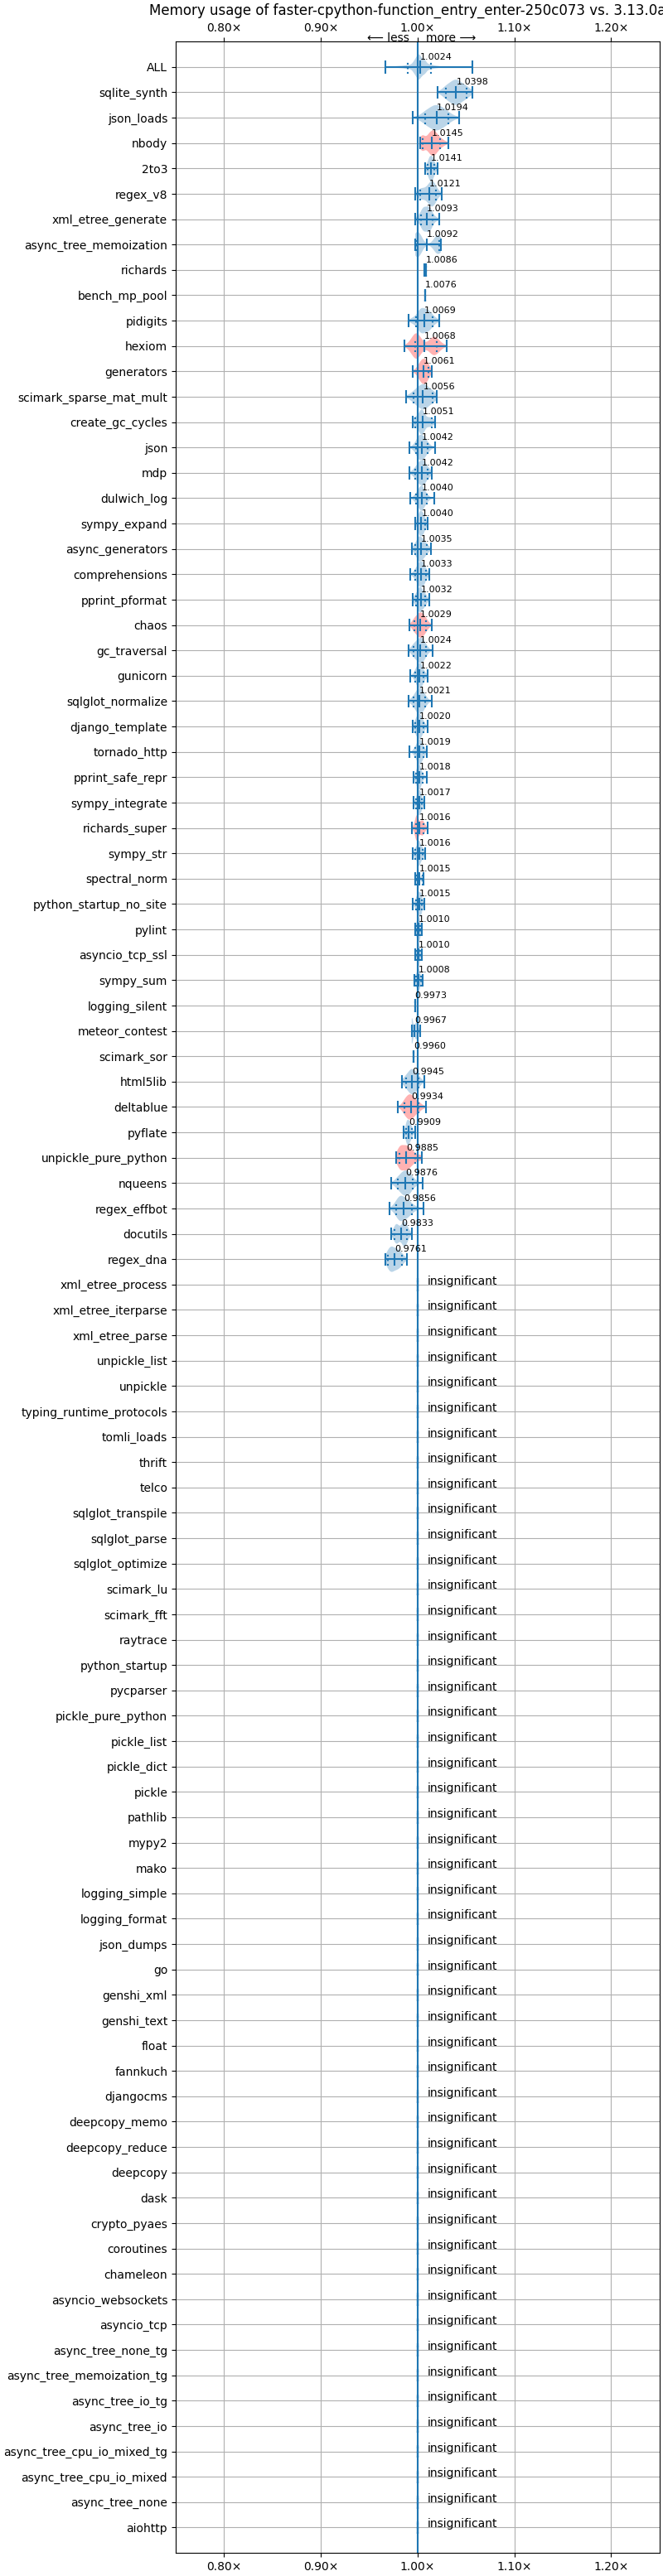 Memory usage of faster-cpython-function_entry_enter-250c073 vs. 3.13.0a
0.80× 0.90× 1.00× 1.10× 1.20×
⟵ less more ⟶
ALL 1.0024
sqlite_synth 1.0398
json_loads 1.0194
nbody 1.0145
2to3 1.0141
regex_v8 1.0121
xml_etree_generate 1.0093
async_tree_memoization 1.0092
richards 1.0086
bench_mp_pool 1.0076
pidigits 1.0069
hexiom 1.0068
generators 1.0061
scimark_sparse_mat_mult 1.0056
create_gc_cycles 1.0051
json 1.0042
mdp 1.0042
dulwich_log 1.0040
sympy_expand 1.0040
async_generators 1.0035
comprehensions 1.0033
pprint_pformat 1.0032
chaos 1.0029
gc_traversal 1.0024
gunicorn 1.0022
sqlglot_normalize 1.0021
django_template 1.0020
tornado_http 1.0019
pprint_safe_repr 1.0018
sympy_integrate 1.0017
richards_super 1.0016
sympy_str 1.0016
spectral_norm 1.0015
python_startup_no_site 1.0015
pylint 1.0010
asyncio_tcp_ssl 1.0010
sympy_sum 1.0008
logging_silent 0.9973
meteor_contest 0.9967
scimark_sor 0.9960
html5lib 0.9945
deltablue 0.9934
pyflate 0.9909
unpickle_pure_python 0.9885
nqueens 0.9876
regex_effbot 0.9856
docutils 0.9833
regex_dna 0.9761
xml_etree_process insignificant
xml_etree_iterparse insignificant
xml_etree_parse insignificant
unpickle_list insignificant
unpickle insignificant
typing_runtime_protocols insignificant
tomli_loads insignificant
thrift insignificant
telco insignificant
sqlglot_transpile insignificant
sqlglot_parse insignificant
sqlglot_optimize insignificant
scimark_lu insignificant
scimark_fft insignificant
raytrace insignificant
python_startup insignificant
pycparser insignificant
pickle_pure_python insignificant
pickle_list insignificant
pickle_dict insignificant
pickle insignificant
pathlib insignificant
mypy2 insignificant
mako insignificant
logging_simple insignificant
logging_format insignificant
json_dumps insignificant
go insignificant
genshi_xml insignificant
genshi_text insignificant
float insignificant
fannkuch insignificant
djangocms insignificant
deepcopy_memo insignificant
deepcopy_reduce insignificant
deepcopy insignificant
dask insignificant
crypto_pyaes insignificant
coroutines insignificant
chameleon insignificant
asyncio_websockets insignificant
asyncio_tcp insignificant
async_tree_none_tg insignificant
async_tree_memoization_tg insignificant
async_tree_io_tg insignificant
async_tree_io insignificant
async_tree_cpu_io_mixed_tg insignificant
async_tree_cpu_io_mixed insignificant
async_tree_none insignificant
aiohttp insignificant
0.80× 0.90× 1.00× 1.10× 1.20×